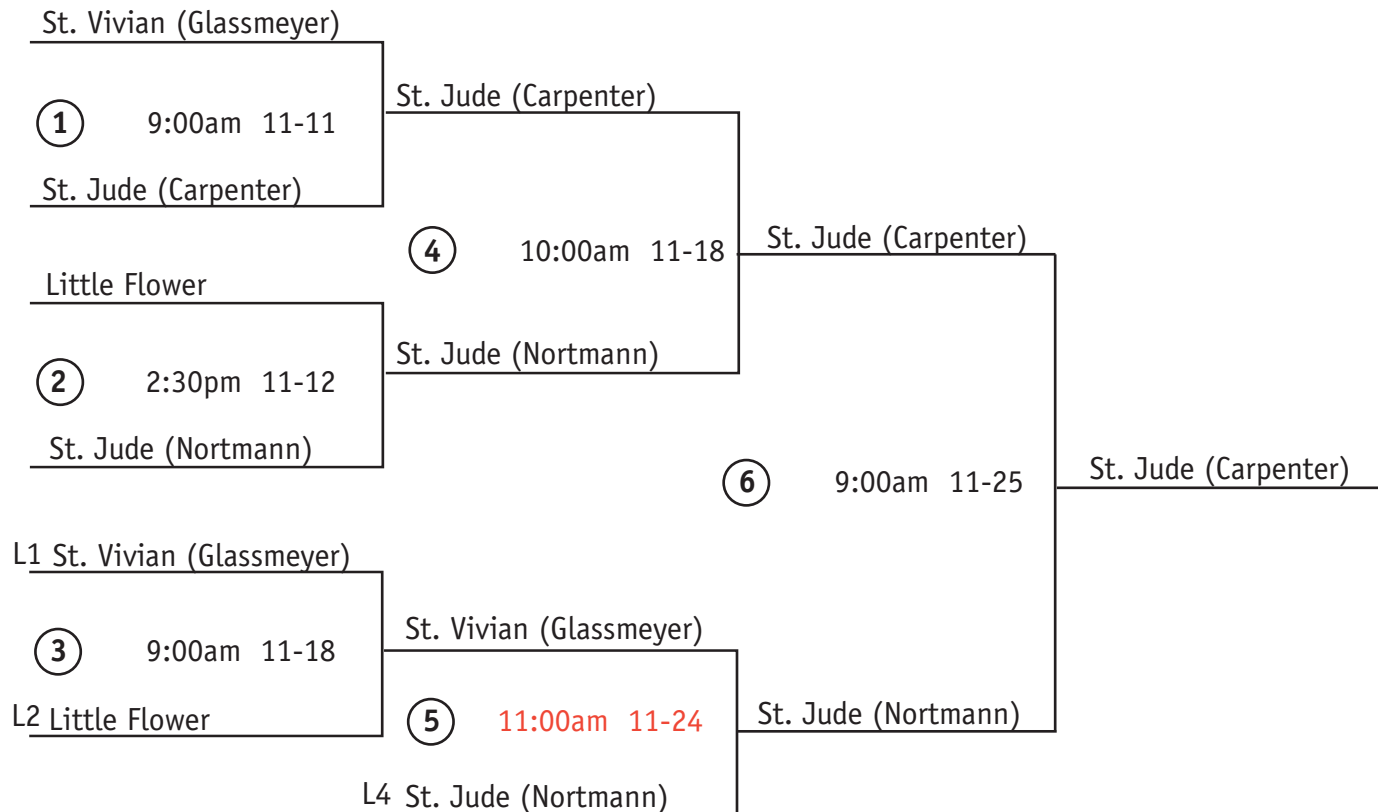 St. Vivian (Glassmeyer)
St. Jude (Carpenter)
1 9:00am 11-11
St. Jude (Carpenter)
4 10:00am 11-18
St. Jude (Carpenter)
Little Flower
St. Jude (Nortmann)
2 2:30pm 11-12
St. Jude (Nortmann)
6 9:00am 11-25
St. Jude (Carpenter)
L1 St. Vivian (Glassmeyer)
St. Vivian (Glassmeyer)
3 9:00am 11-18
L2 Little Flower
5 11:00am 11-24
St. Jude (Nortmann)
L4 St. Jude (Nortmann)